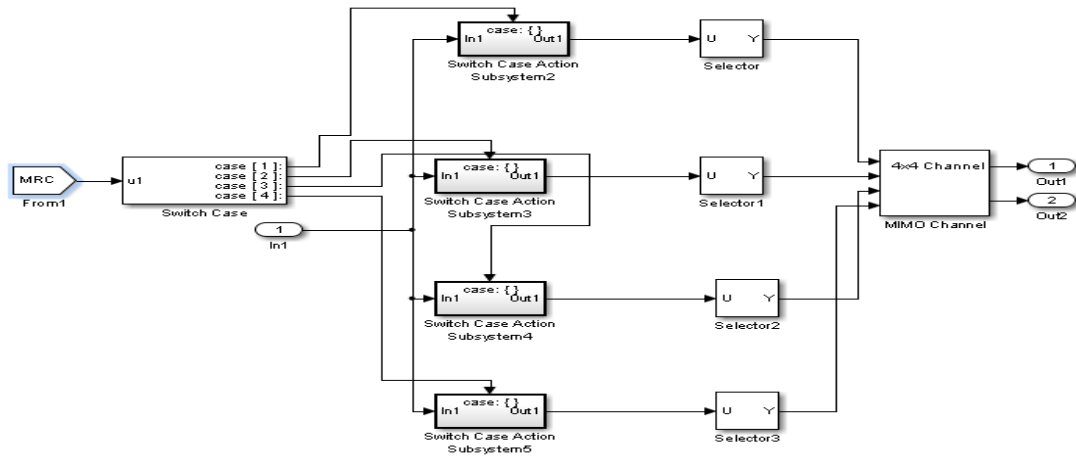 case: { }
In1 Out1
Switch Case Action
Subsystem2
U Y
Selector
MRC
From1
u1
case [ 1 ]:
case [ 2 ]:
case [ 3 ]:
case [ 4 ]:
Switch Case
case: { }
In1 Out1
Switch Case Action
Subsystem3
U Y
Selector1
4x4 Channel
MIMO Channel
1
Out1
2
Out2
1
In1
case: { }
In1 Out1
Switch Case Action
Subsystem4
U Y
Selector2
case: { }
In1 Out1
Switch Case Action
Subsystem5
U Y
Selector3